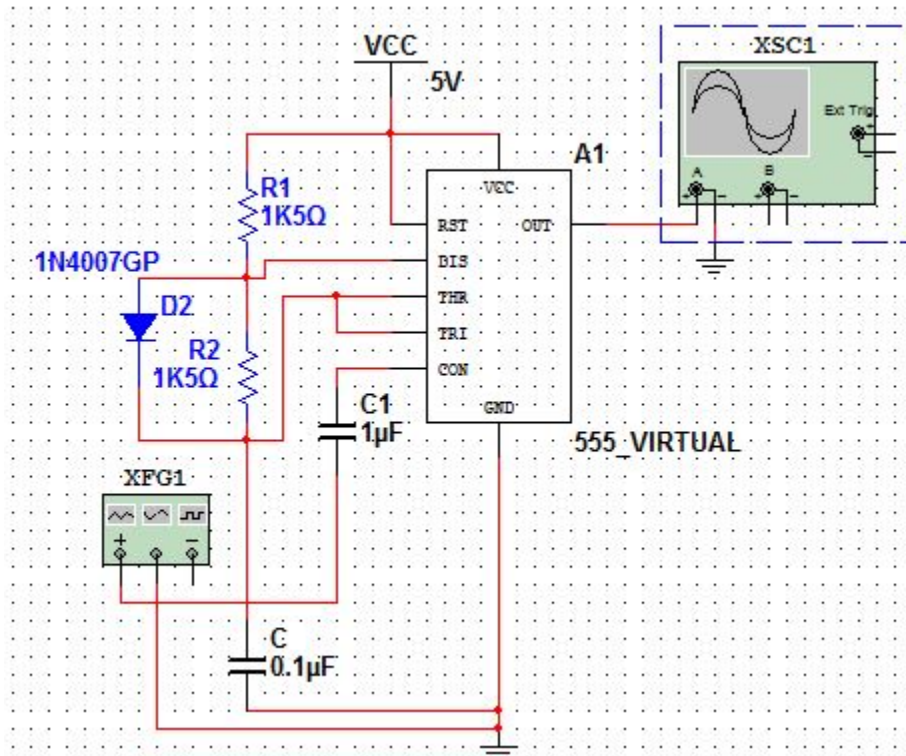 VCC
5V
XSC1
Ext Trig
+
A
B
+
−
+
−
A1
VCC
R1
1K5Ω
RST
OUT
1N4007GP
DIS
D2
THR
R2
1K5Ω
TRI
CON
C1
1μF
GND
555_VIRTUAL
XFG1
+
−
C
0.1μF